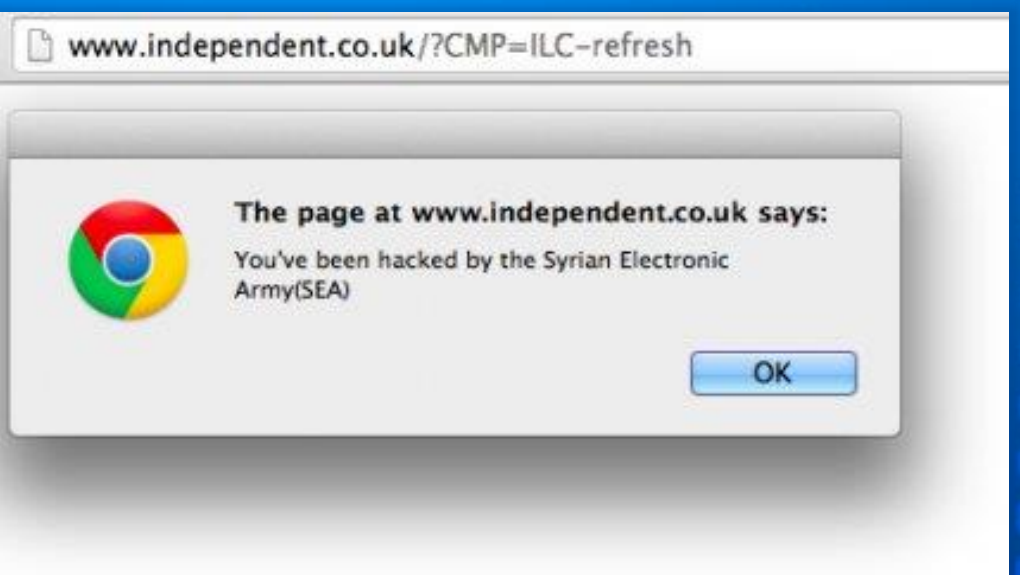 www.independent.co.uk/?CMP=ILC-refresh
The page at www.independent.co.uk says:
You've been hacked by the Syrian Electronic
Army(SEA)
OK